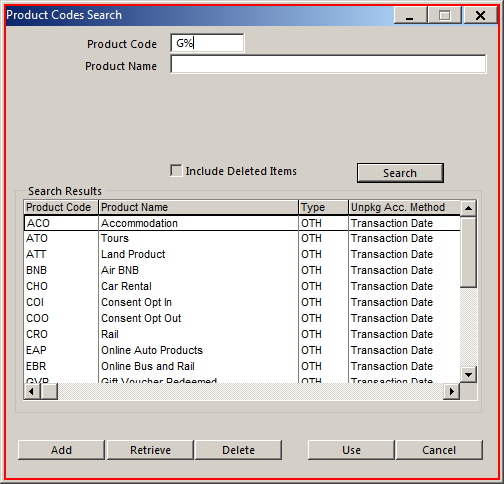 Product Codes Search
Product Code G%
Product Name
Include Deleted Items Search
Search Results
Product Code Product Name Type Unpkg Acc. Method
ACO Accommodation OTH Transaction Date
ATO Tours OTH Transaction Date
ATT Land Product OTH Transaction Date
BNB Air BNB OTH Transaction Date
CHO Car Rental OTH Transaction Date
COI Consent Opt In OTH Transaction Date
COO Consent Opt Out OTH Transaction Date
CRO Rail OTH Transaction Date
EAP Online Auto Products OTH Transaction Date
EBR Online Bus and Rail OTH Transaction Date
GVR Gift Voucher Redeemed OTH Transaction Date
Add Retrieve Delete Use Cancel